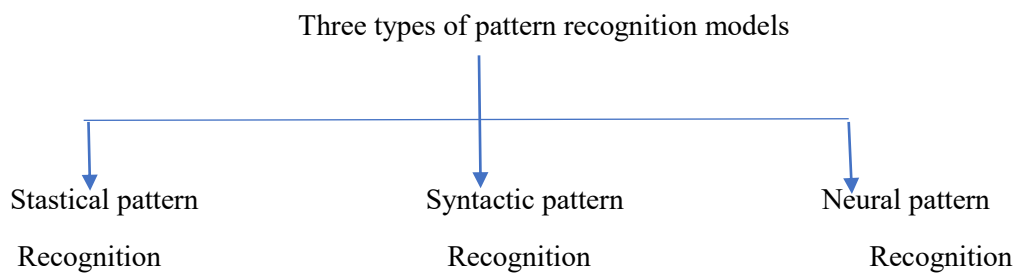 Three types of pattern recognition models
Stastical pattern
Recognition
Syntactic pattern
Recognition
Neural pattern
Recognition